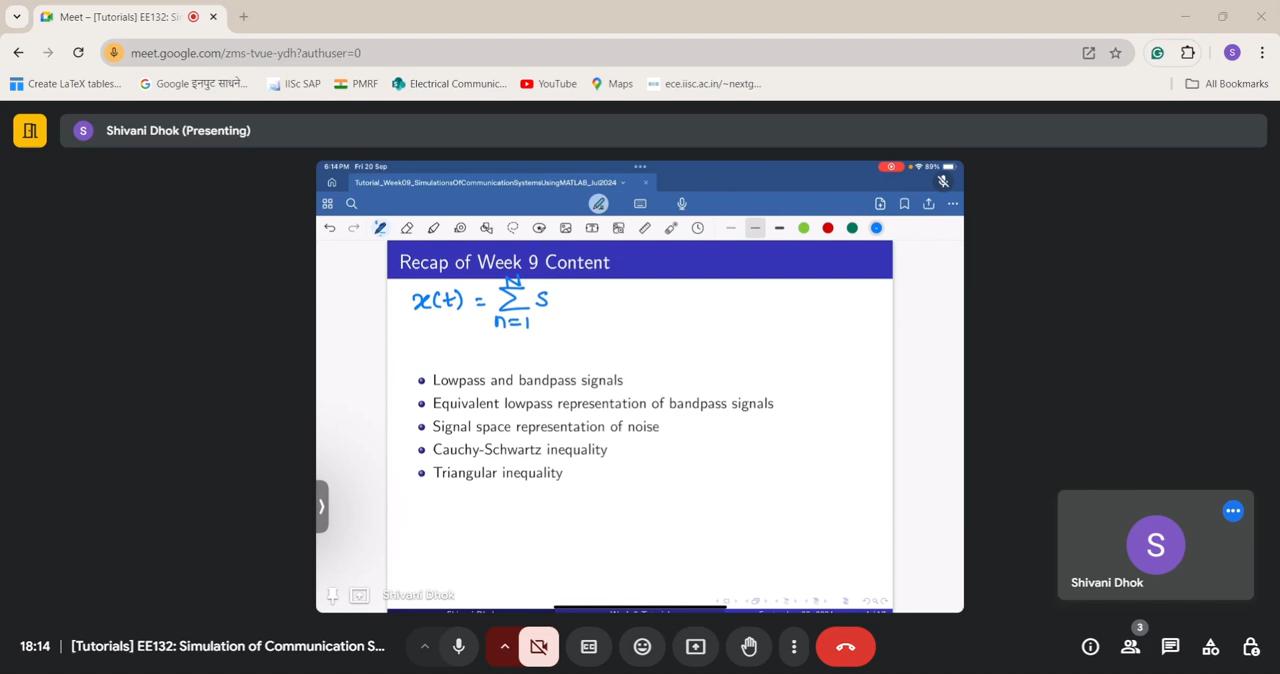 Meet – [Tutorials] EE132: Sim
meet.google.com/zms-tvue-ydh?authuser=0
S
Create LaTeX tables...
Google इनपुट साधने...
IISc SAP
PMRF
Electrical Communic...
YouTube
Maps
ece.iisc.ac.in/~nextg...
All Bookmarks
S Shivani Dhok (Presenting)
6:14 PM Fri 20 Sep
89%
Tutorial_Week09_SimulationsOfCommunicationSystemsUsingMATLAB_Jul2024
Recap of Week 9 Content
x(t) = ∑_{n=1}^{N} s
Lowpass and bandpass signals
Equivalent lowpass representation of bandpass signals
Signal space representation of noise
Cauchy-Schwartz inequality
Triangular inequality
Shivani Dhok
S
Shivani Dhok
3
18:14 | [Tutorials] EE132: Simulation of Communication S...